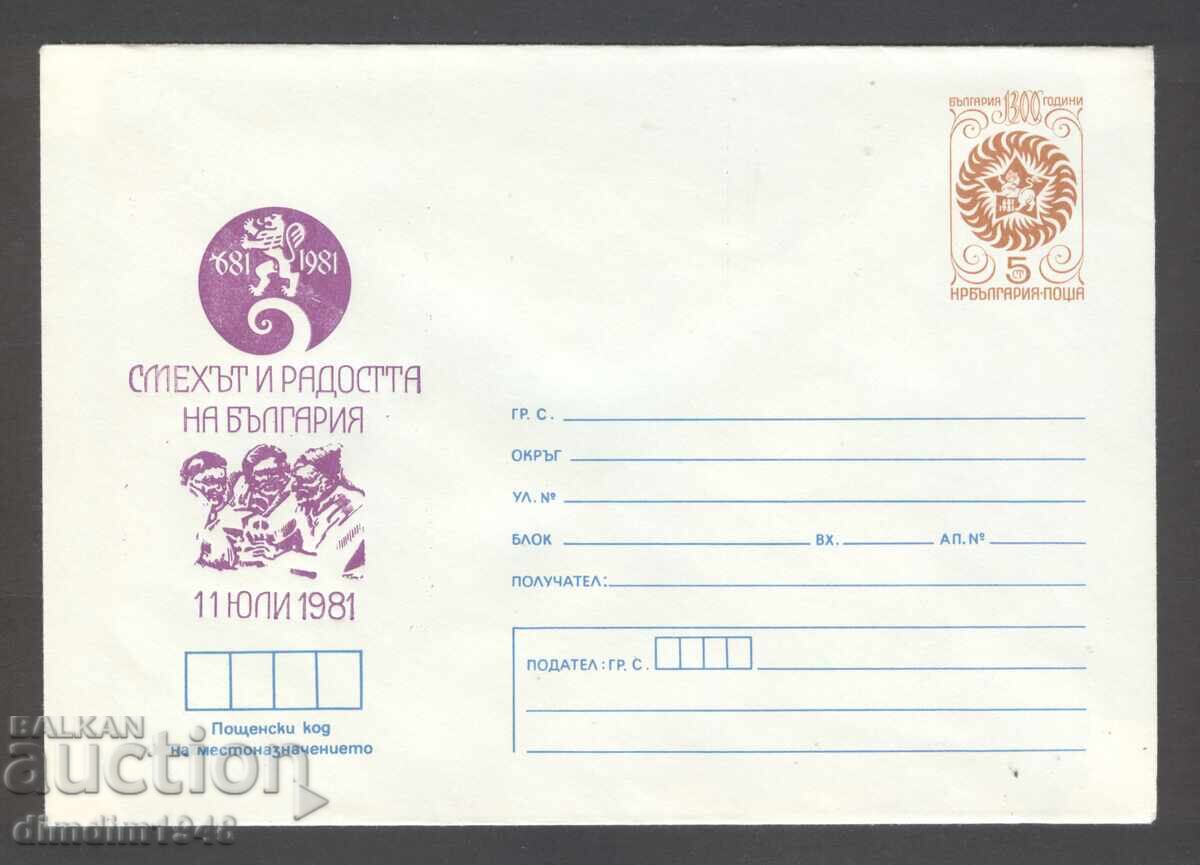 БЪЛГАРИЯ 1300 ГОДИНИ
5 СТ
НРБЪЛГАРИЯ·ПОЩА
681 1981
СМЕХЪТ И РАДОСТТА
НА БЪЛГАРИЯ
11 ЮЛИ 1981
ГР. С.
ОКРЪГ
УЛ. №
БЛОК ВХ. АП. №
ПОЛУЧАТЕЛ:
ПОДАТЕЛ: ГР. С.
Пощенски код
на местоназначението
BALKAN
auction
dimdim1948